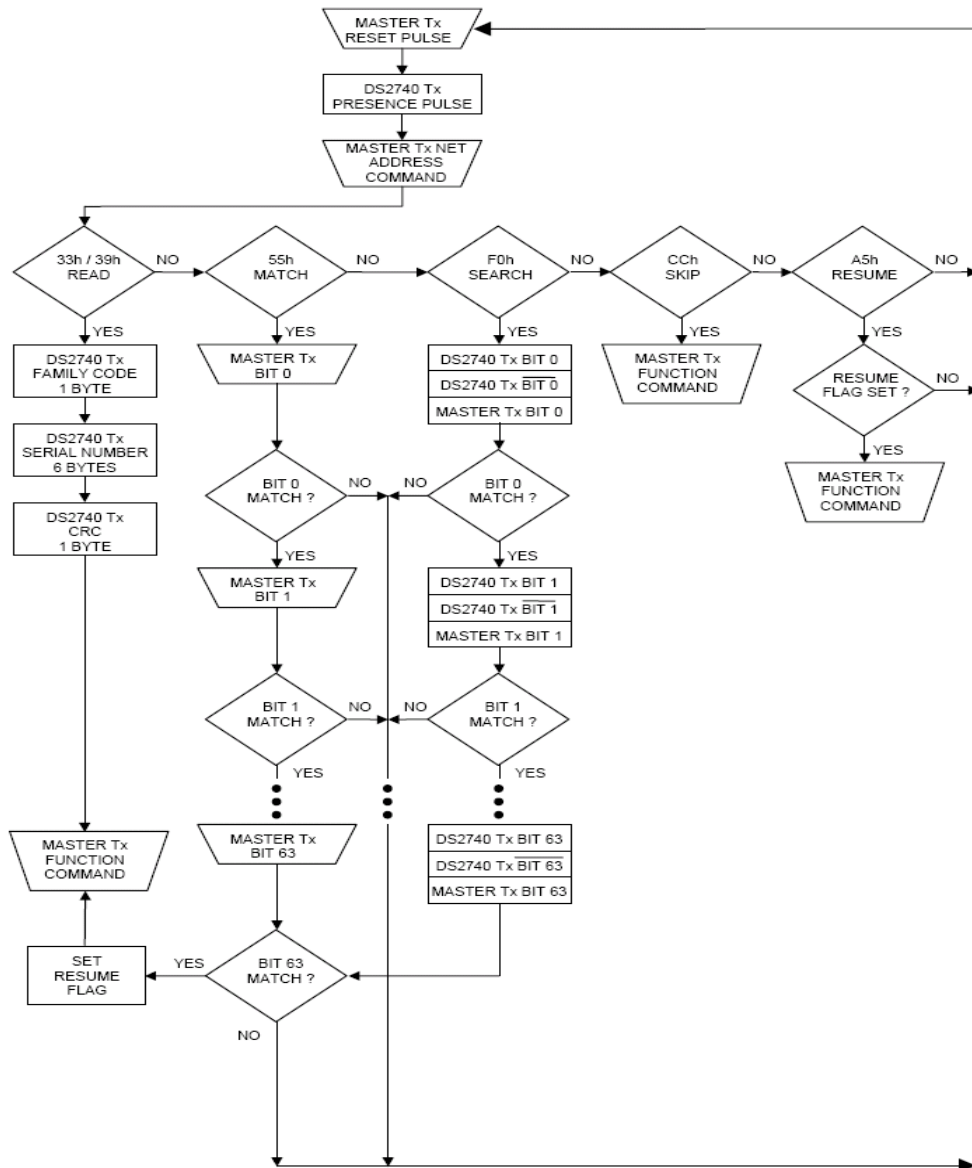 MASTER Tx
RESET PULSE
DS2740 Tx
PRESENCE PULSE
MASTER Tx NET
ADDRESS
COMMAND
33h / 39h
READ
NO
YES
55h
MATCH
NO
YES
F0h
SEARCH
NO
YES
CCh
SKIP
NO
YES
A5h
RESUME
NO
YES
DS2740 Tx
FAMILY CODE
1 BYTE
DS2740 Tx
SERIAL NUMBER
6 BYTES
DS2740 Tx
CRC
1 BYTE
MASTER Tx
BIT 0
BIT 0
MATCH ?
NO
YES
MASTER Tx
BIT 1
BIT 1
MATCH ?
NO
YES
MASTER Tx
BIT 63
BIT 63
MATCH ?
YES
NO
DS2740 Tx BIT 0
DS2740 Tx B̅I̅T̅ ̅0̅
MASTER Tx BIT 0
BIT 0
MATCH ?
NO
YES
DS2740 Tx BIT 1
DS2740 Tx B̅I̅T̅ ̅1̅
MASTER Tx BIT 1
BIT 1
MATCH ?
NO
YES
DS2740 Tx BIT 63
DS2740 Tx B̅I̅T̅ ̅6̅3̅
MASTER Tx BIT 63
MASTER Tx
FUNCTION
COMMAND
RESUME
FLAG SET ?
NO
YES
MASTER Tx
FUNCTION
COMMAND
MASTER Tx
FUNCTION
COMMAND
SET
RESUME
FLAG